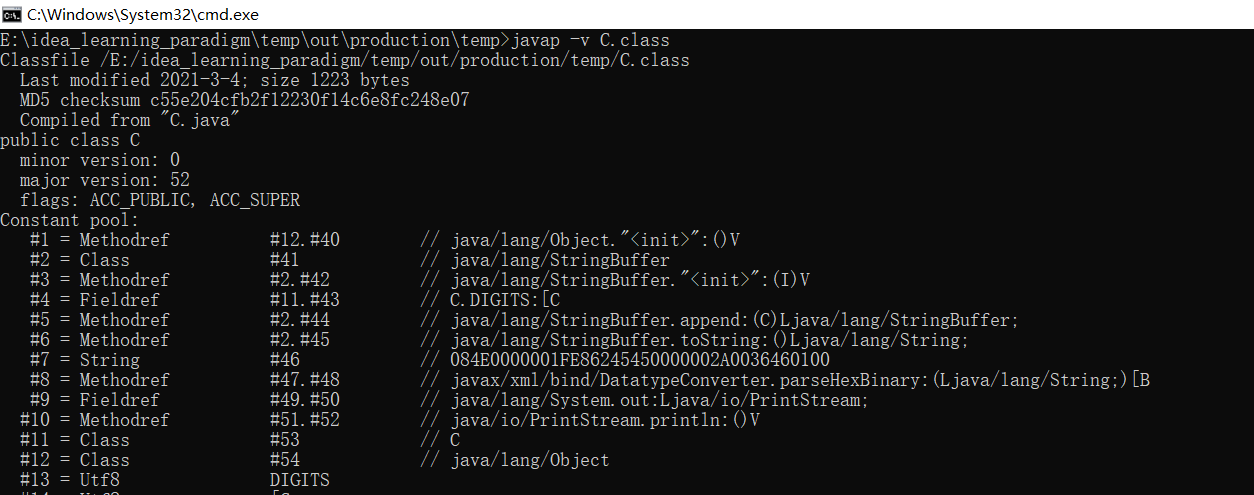 C:\Windows\System32\cmd.exe
E:\idea_learning_paradigm\temp\out\production\temp>javap -v C.class
Classfile /E:/idea_learning_paradigm/temp/out/production/temp/C.class
  Last modified 2021-3-4; size 1223 bytes
  MD5 checksum c55e204cfb2f12230f14c6e8fc248e07
  Compiled from "C.java"
public class C
  minor version: 0
  major version: 52
  flags: ACC_PUBLIC, ACC_SUPER
Constant pool:
   #1 = Methodref          #12.#40        // java/lang/Object."<init>":()V
   #2 = Class              #41            // java/lang/StringBuffer
   #3 = Methodref          #2.#42         // java/lang/StringBuffer."<init>":(I)V
   #4 = Fieldref           #11.#43        // C.DIGITS:[C
   #5 = Methodref          #2.#44         // java/lang/StringBuffer.append:(C)Ljava/lang/StringBuffer;
   #6 = Methodref          #2.#45         // java/lang/StringBuffer.toString:()Ljava/lang/String;
   #7 = String             #46            // 084E0000001FE86245450000002A0036460100
   #8 = Methodref          #47.#48        // javax/xml/bind/DatatypeConverter.parseHexBinary:(Ljava/lang/String;)[B
   #9 = Fieldref           #49.#50        // java/lang/System.out:Ljava/io/PrintStream;
  #10 = Methodref          #51.#52        // java/io/PrintStream.println:()V
  #11 = Class              #53            // C
  #12 = Class              #54            // java/lang/Object
  #13 = Utf8               DIGITS